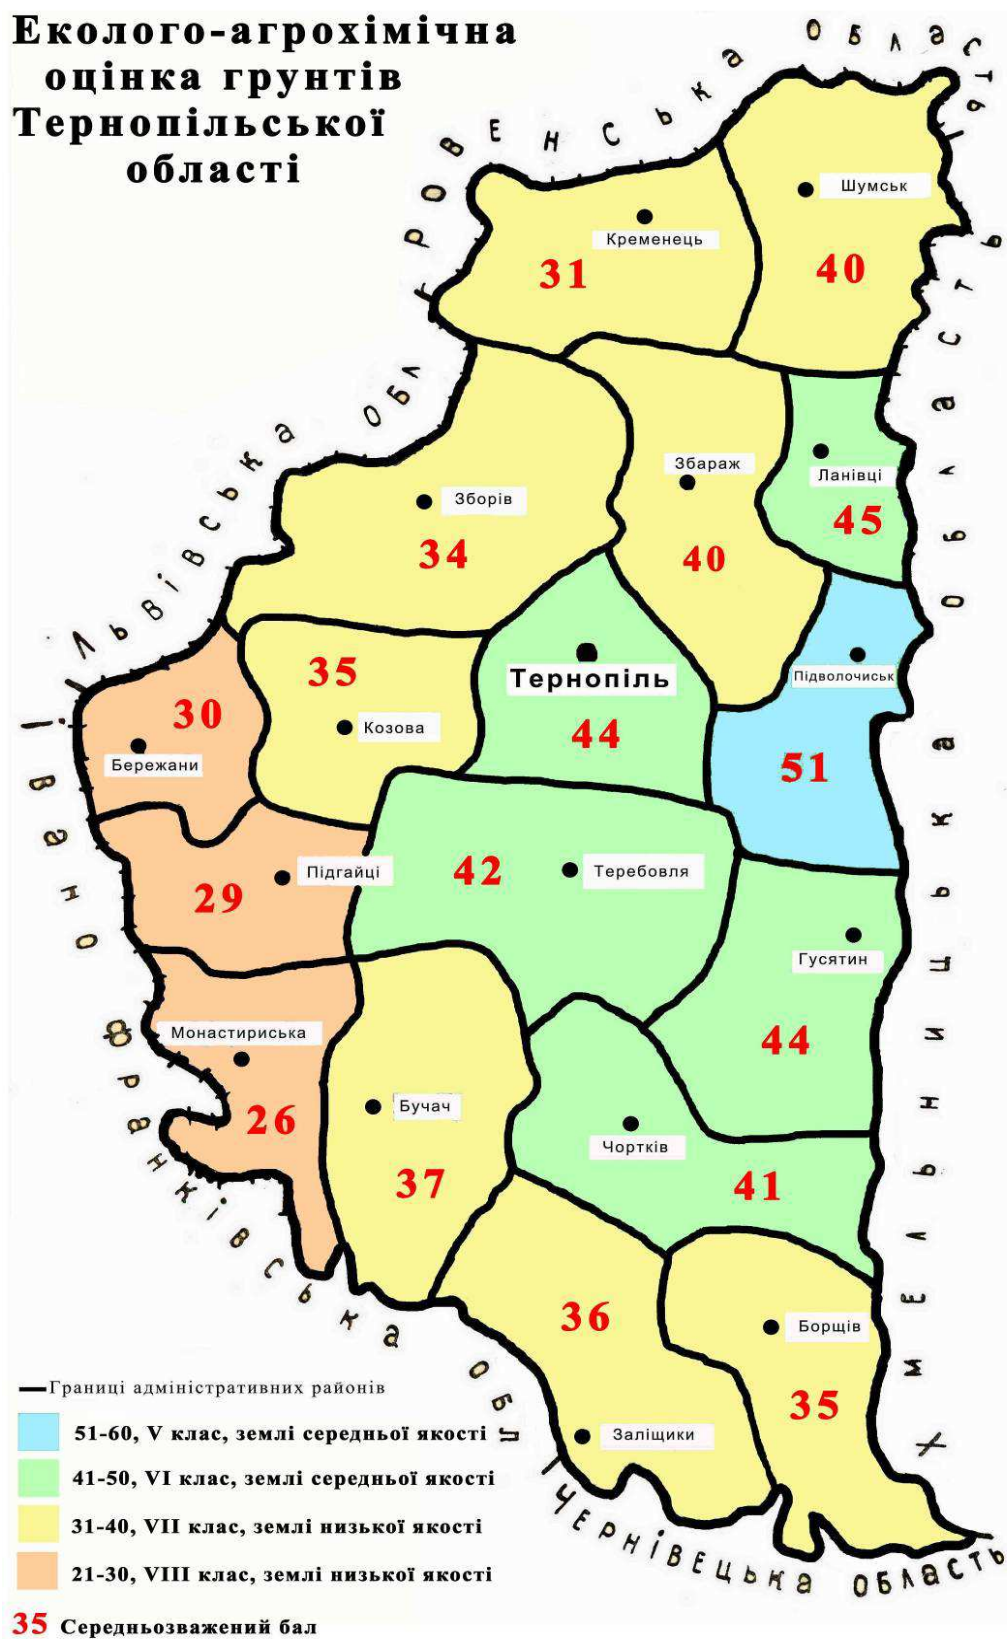 Еколого-агрохімічна
оцінка грунтів
Тернопільської
області
РОВЕНСЬКА ОБЛАСТЬ
ЛЬВІВСЬКА ОБЛ
ІВАНО ФРАНКІВСЬКА ОБЛ
ЧЕРНІВЕЦЬКА ОБЛАСТЬ
ХМЕЛЬНИЦЬКА ОБЛАСТЬ
Шумськ
40
Кременець
31
Збараж
40
Ланівці
45
Зборів
34
Підволочиськ
51
Тернопіль
44
35
Козова
30
Бережани
Підгайці
29
42
Теребовля
Гусятин
44
Монастириська
26
Бучач
37
Чортків
41
36
Заліщики
Борщів
35
Границі адміністративних районів
51-60, V клас, землі середньої якості
41-50, VI клас, землі середньої якості
31-40, VII клас, землі низької якості
21-30, VIII клас, землі низької якості
35 Середньозважений бал